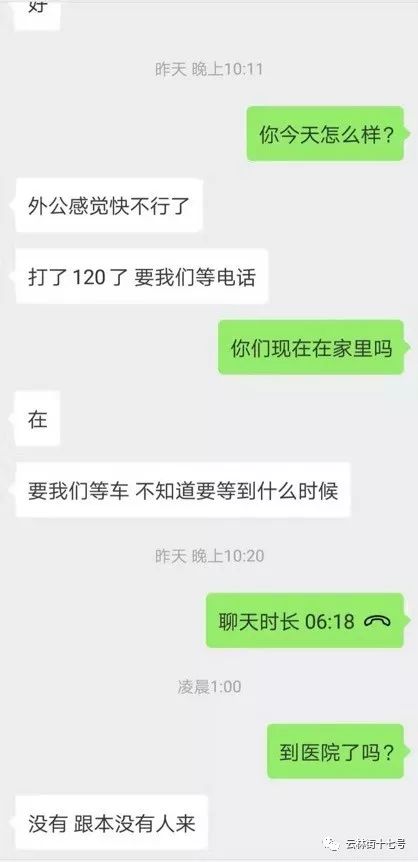 好
昨天 晚上10:11
你今天怎么样?
外公感觉快不行了
打了120了 要我们等电话
你们现在在家里吗
在
要我们等车 不知道要等到什么时候
昨天 晚上10:20
聊天时长 06:18
凌晨1:00
到医院了吗?
没有 跟本没有人来
云林街十七号